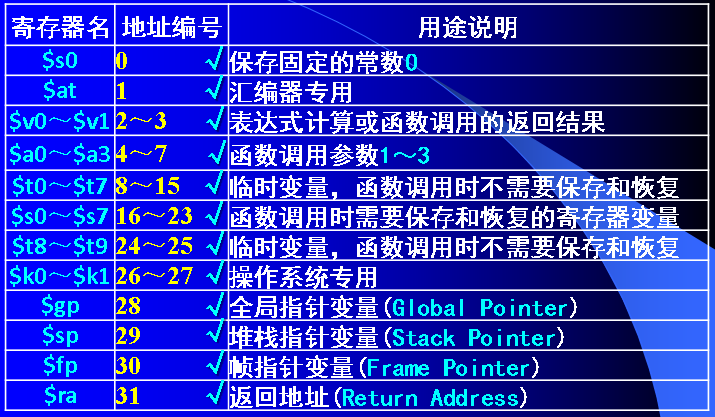 寄存器名 地址编号 用途说明
$s0 0 √ 保存固定的常数0
$at 1 √ 汇编器专用
$v0～$v1 2～3 √ 表达式计算或函数调用的返回结果
$a0～$a3 4～7 √ 函数调用参数1～3
$t0～$t7 8～15 √ 临时变量，函数调用时不需要保存和恢复
$s0～$s7 16～23 √ 函数调用时需要保存和恢复的寄存器变量
$t8～$t9 24～25 √ 临时变量，函数调用时不需要保存和恢复
$k0～$k1 26～27 √ 操作系统专用
$gp 28 √ 全局指针变量(Global Pointer)
$sp 29 √ 堆栈指针变量(Stack Pointer)
$fp 30 √ 帧指针变量(Frame Pointer)
$ra 31 √ 返回地址(Return Address)